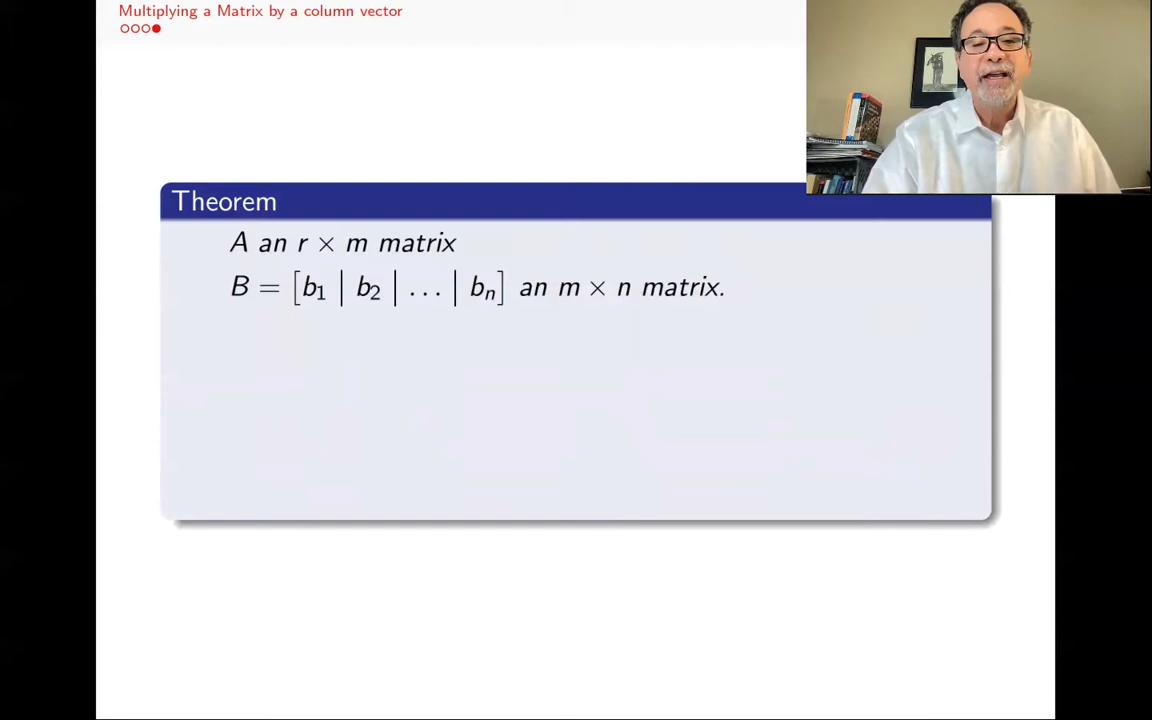 Multiplying a Matrix by a column vector
Theorem
A an r × m matrix
B = [b₁ | b₂ | ... | bₙ] an m × n matrix.